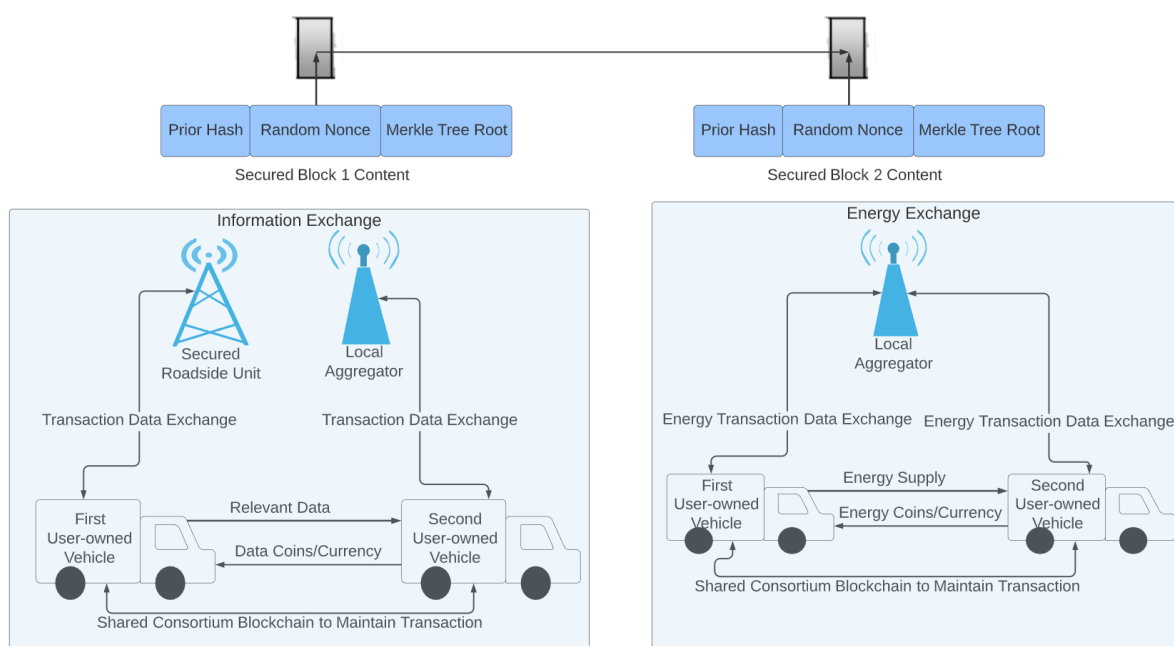 Prior Hash
Random Nonce
Merkle Tree Root
Secured Block 1 Content
Prior Hash
Random Nonce
Merkle Tree Root
Secured Block 2 Content
Information Exchange
Secured
Roadside Unit
Local
Aggregator
Transaction Data Exchange
Transaction Data Exchange
First
User-owned
Vehicle
Relevant Data
Data Coins/Currency
Second
User-owned
Vehicle
Shared Consortium Blockchain to Maintain Transaction
Energy Exchange
Local
Aggregator
Energy Transaction Data Exchange
Energy Transaction Data Exchange
First
User-owned
Vehicle
Energy Supply
Energy Coins/Currency
Second
User-owned
Vehicle
Shared Consortium Blockchain to Maintain Transaction